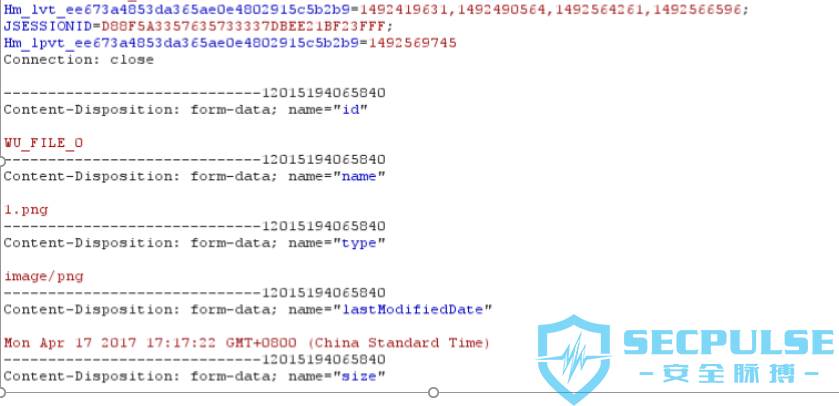 Hm_lvt_ee673a4853da365ae0e4802915c5b2b9=1492419631,1492490564,1492564261,1492566596;
JSESSIONID=D88F5A3357635733337DBEE21BF23FFF;
Hm_lpvt_ee673a4853da365ae0e4802915c5b2b9=1492569745
Connection: close
-----------------------------12015194065840
Content-Disposition: form-data; name="id"
WU_FILE_0
-----------------------------12015194065840
Content-Disposition: form-data; name="name"
1.png
-----------------------------12015194065840
Content-Disposition: form-data; name="type"
image/png
-----------------------------12015194065840
Content-Disposition: form-data; name="lastModifiedDate"
Mon Apr 17 2017 17:17:22 GMT+0800 (China Standard Time)
-----------------------------12015194065840
Content-Disposition: form-data; name="size"
SECPULSE
-安全脉搏-